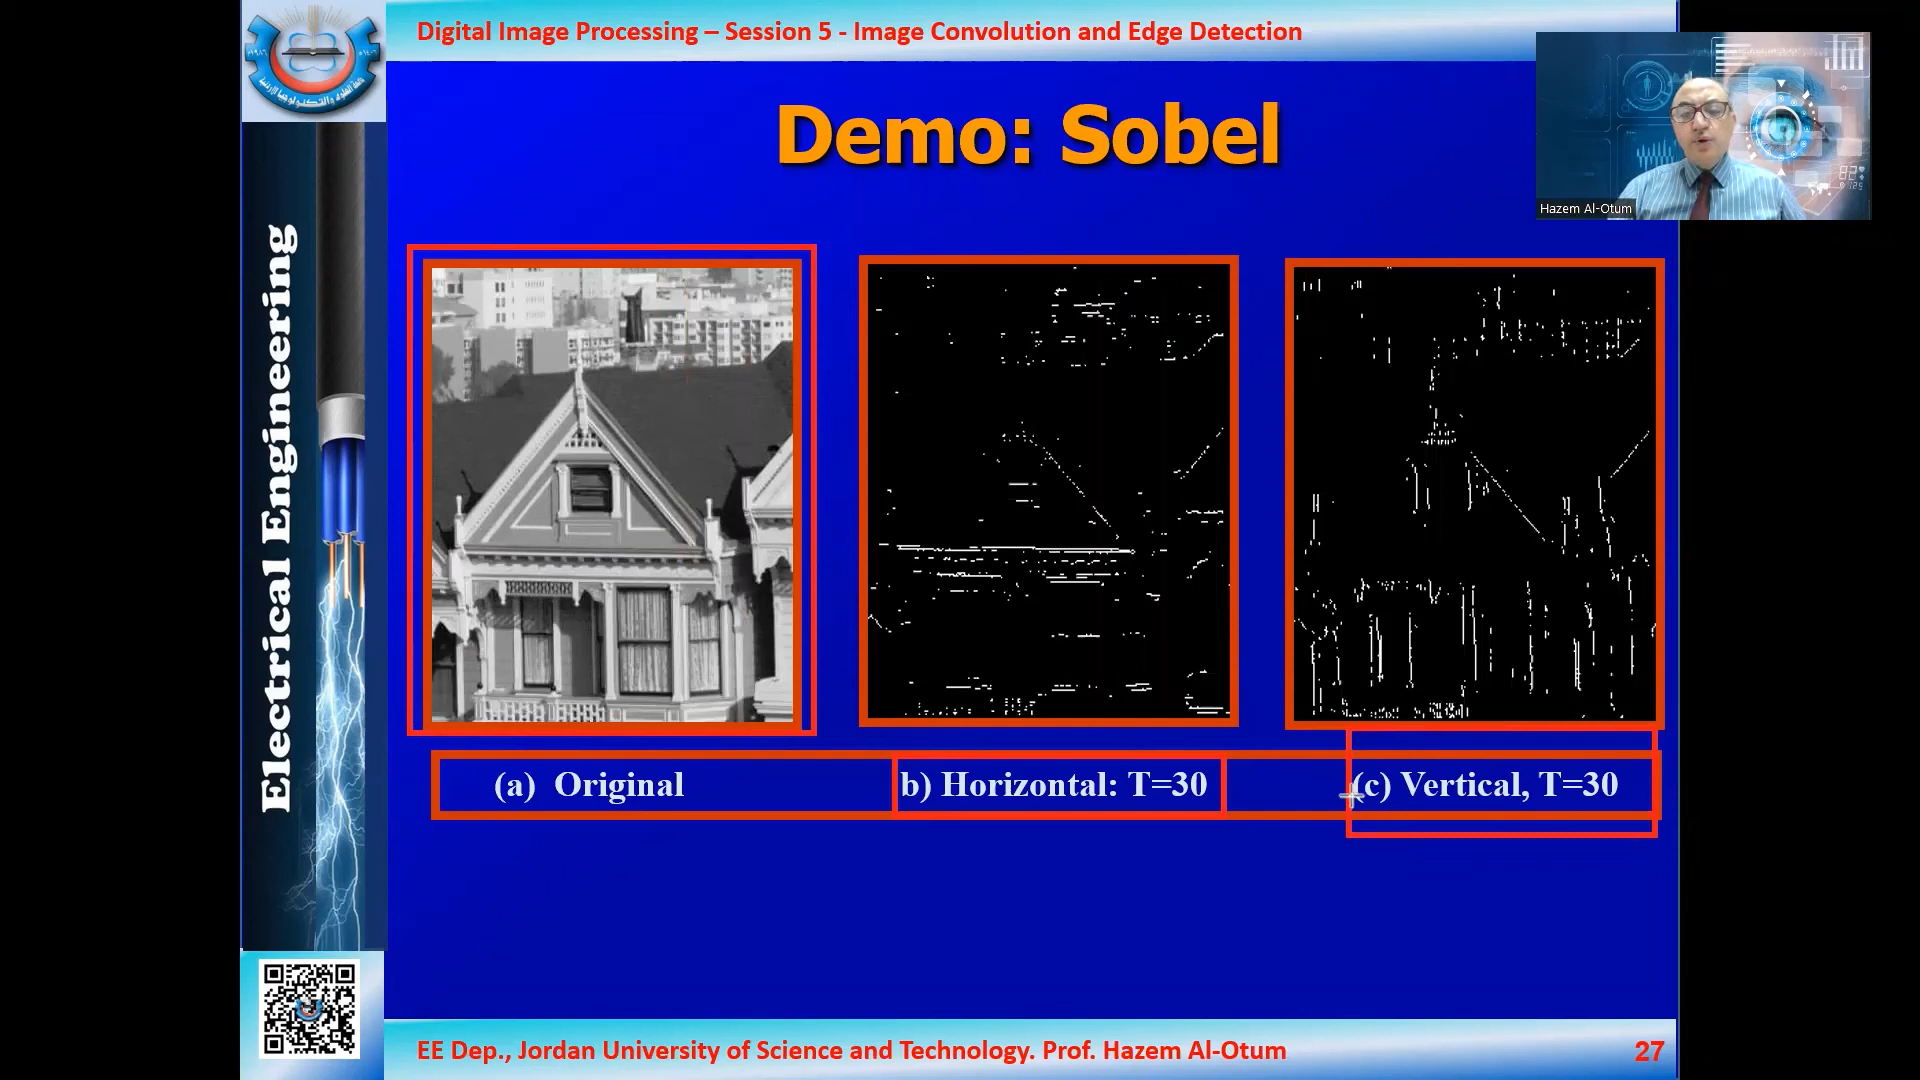 Digital Image Processing – Session 5 - Image Convolution and Edge Detection
Demo: Sobel
Hazem Al-Otum
Electrical Engineering
(a) Original
b) Horizontal: T=30
(c) Vertical, T=30
EE Dep., Jordan University of Science and Technology. Prof. Hazem Al-Otum
27